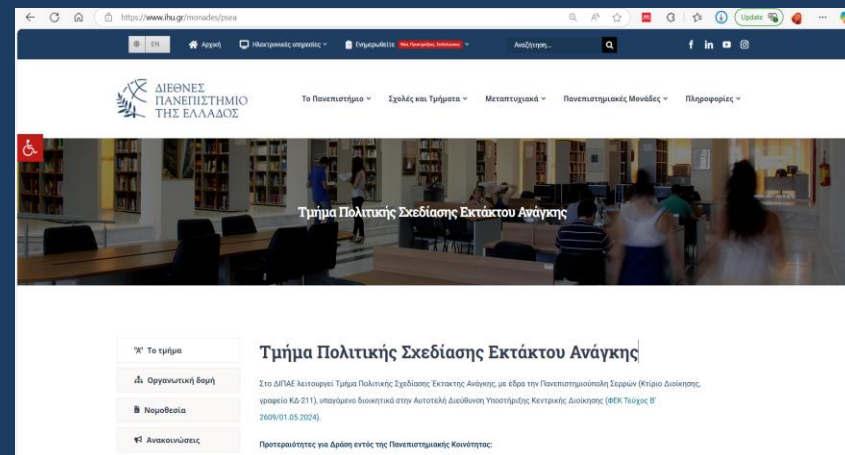 https://www.ihu.gr/monades/psea
Update
EN
Αρχική
Ηλεκτρονικές υπηρεσίες
Ενημερωθείτε
Νέα, Προκηρύξεις, Εκδηλώσεις
Αναζήτηση...
ΔΙΕΘΝΕΣ
ΠΑΝΕΠΙΣΤΗΜΙΟ
ΤΗΣ ΕΛΛΑΔΟΣ
Το Πανεπιστήμιο
Σχολές και Τμήματα
Μεταπτυχιακά
Πανεπιστημιακές Μονάδες
Πληροφορίες
Τμήμα Πολιτικής Σχεδίασης Εκτάκτου Ανάγκης
Το τμήμα
Οργανωτική δομή
Νομοθεσία
Ανακοινώσεις
Τμήμα Πολιτικής Σχεδίασης Εκτάκτου Ανάγκης
Στο ΔΙΠΑΕ λειτουργεί Τμήμα Πολιτικής Σχεδίασης Έκτακτης Ανάγκης, με έδρα την Πανεπιστημιούπολη Σερρών (Κτίριο Διοίκησης,
γραφείο ΚΔ-211), υπαγόμενο διοικητικά στην Αυτοτελή Διεύθυνση Υποστήριξης Κεντρικής Διοίκησης (ΦΕΚ Τεύχος Β'
2609/01.05.2024).
Προτεραιότητες για Δράση εντός της Πανεπιστημιακής Κοινότητας: